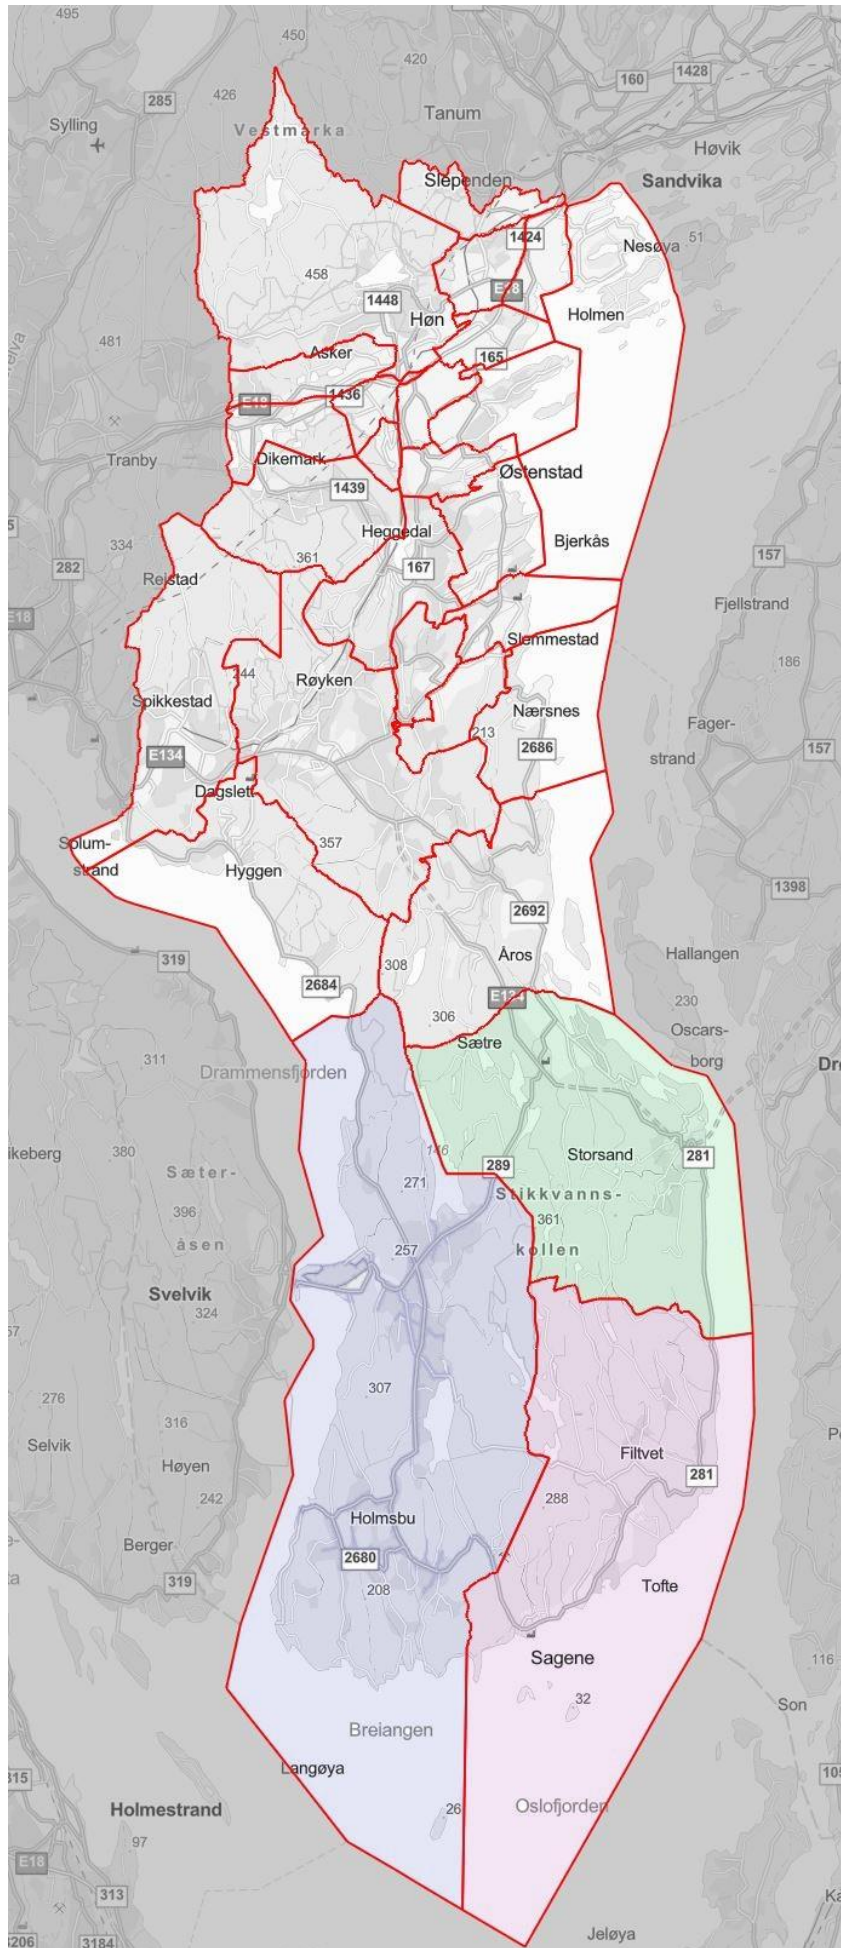 495
450
420
160
1428
285
426
Sylling
Vestmarka
Tanum
Høvik
Slependen
Sandvika
1424
Nesøya
51
458
E18
1448
Høn
Holmen
481
Asker
165
1436
E18
Tranby
Dikemark
Østenstad
1439
334
Heggedal
Bjerkås
157
282
361
167
Reistad
Fjellstrand
E18
Slemmestad
186
244
Røyken
Spikkestad
Nærsnes
213
Fager-
strand
2686
157
E134
Dagslett
357
Solum-
strand
Hyggen
1398
2692
319
Åros
Hallangen
308
2684
E134
230
306
Oscars-
borg
Sætre
311
Drammensfjorden
146
380
Storsand
281
289
Sæter-
åsen
271
Stikkvanns-
kollen
396
361
257
Svelvik
324
307
276
316
Selvik
Filtvet
Høyen
281
242
288
Holmsbu
Berger
2680
319
208
Tofte
116
Sagene
32
Son
Breiangen
Langøya
315
26
Oslofjorden
Holmestrand
97
E18
313
Jeløya
3206
3184